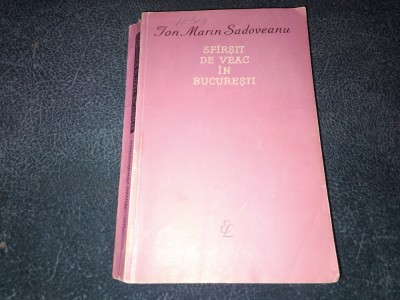 Ion Marin Sadoveanu
SFÎRȘIT
DE VEAC
ÎN
BUCUREȘTI